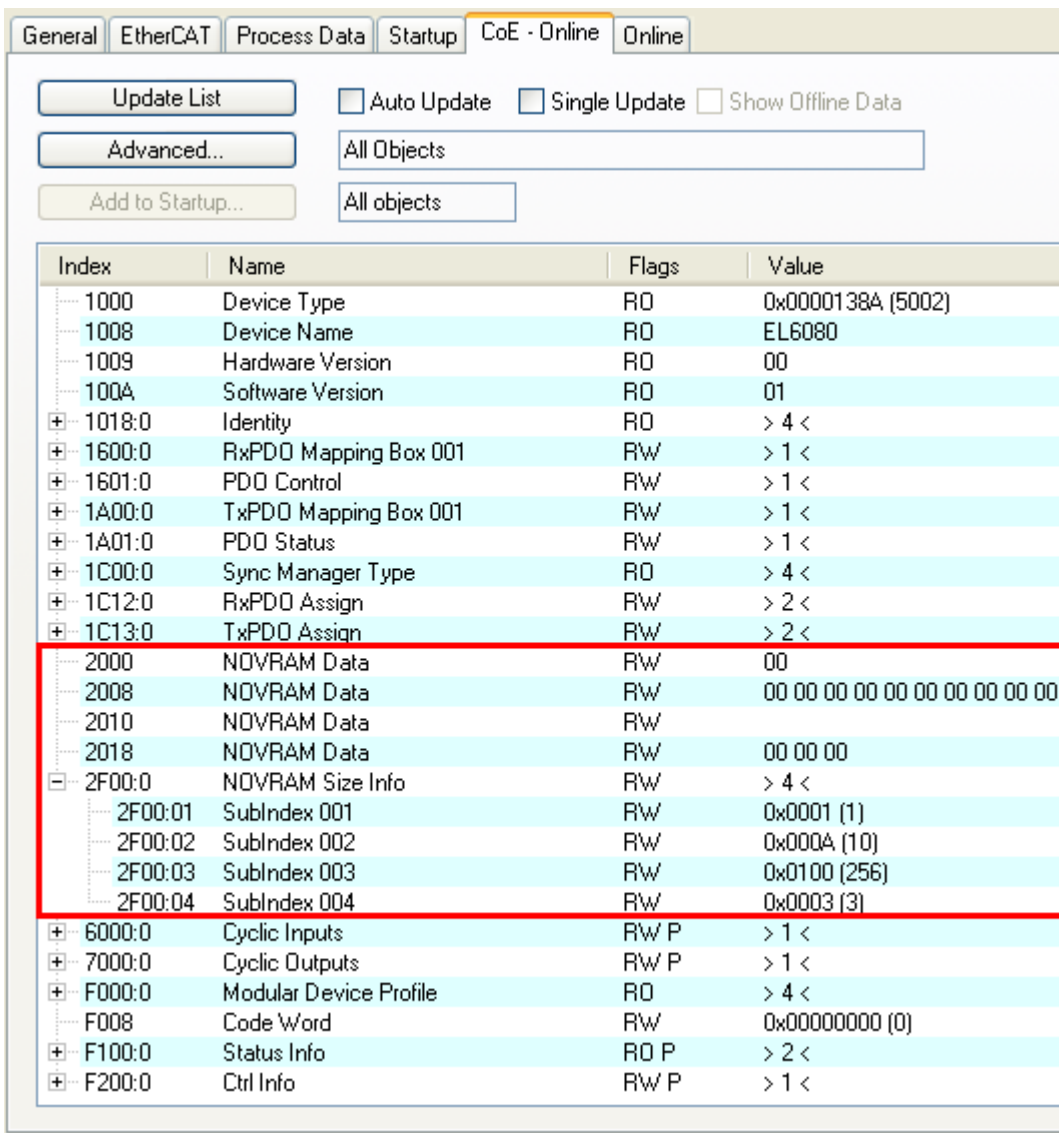 General EtherCAT Process Data Startup CoE - Online Online
Update List Auto Update Single Update Show Offline Data
Advanced... All Objects
Add to Startup... All objects
Index Name Flags Value
1000 Device Type RO 0x0000138A (5002)
1008 Device Name RO EL6080
1009 Hardware Version RO 00
100A Software Version RO 01
1018:0 Identity RO > 4 <
1600:0 RxPDO Mapping Box 001 RW > 1 <
1601:0 PDO Control RW > 1 <
1A00:0 TxPDO Mapping Box 001 RW > 1 <
1A01:0 PDO Status RW > 1 <
1C00:0 Sync Manager Type RO > 4 <
1C12:0 RxPDO Assign RW > 2 <
1C13:0 TxPDO Assign RW > 2 <
2000 NOVRAM Data RW 00
2008 NOVRAM Data RW 00 00 00 00 00 00 00 00 00 00
2010 NOVRAM Data RW
2018 NOVRAM Data RW 00 00 00
2F00:0 NOVRAM Size Info RW > 4 <
2F00:01 SubIndex 001 RW 0x0001 (1)
2F00:02 SubIndex 002 RW 0x000A (10)
2F00:03 SubIndex 003 RW 0x0100 (256)
2F00:04 SubIndex 004 RW 0x0003 (3)
6000:0 Cyclic Inputs RW P > 1 <
7000:0 Cyclic Outputs RW P > 1 <
F000:0 Modular Device Profile RO > 4 <
F008 Code Word RW 0x00000000 (0)
F100:0 Status Info RO P > 2 <
F200:0 Ctrl Info RW P > 1 <